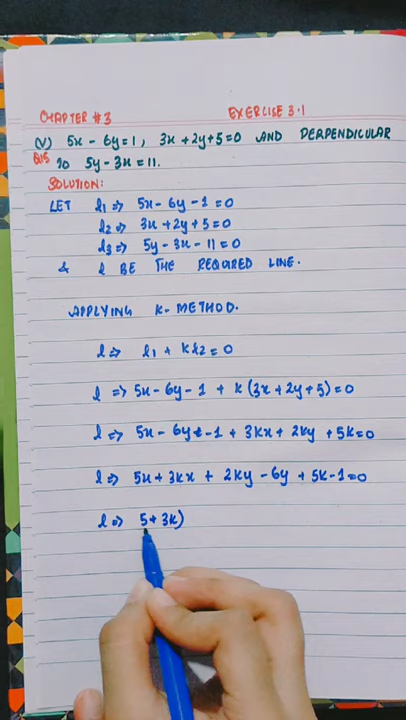 CHAPTER #3 EXERCISE 3.1
(V) 5x - 6y = 1, 3x + 2y + 5 = 0 AND PERPENDICULAR
Q15 TO 5y - 3x = 11.
SOLUTION:
LET l1 => 5x - 6y - 1 = 0
l2 => 3x + 2y + 5 = 0
l3 => 5y - 3x - 11 = 0
& l BE THE REQUIRED LINE.
APPLYING K- METHOD.
l => l1 + kl2 = 0
l => 5x - 6y - 1 + k(3x + 2y + 5) = 0
l => 5x - 6y - 1 + 3kx + 2ky + 5k = 0
l => 5x + 3kx + 2ky - 6y + 5k - 1 = 0
l => 5 + 3k)